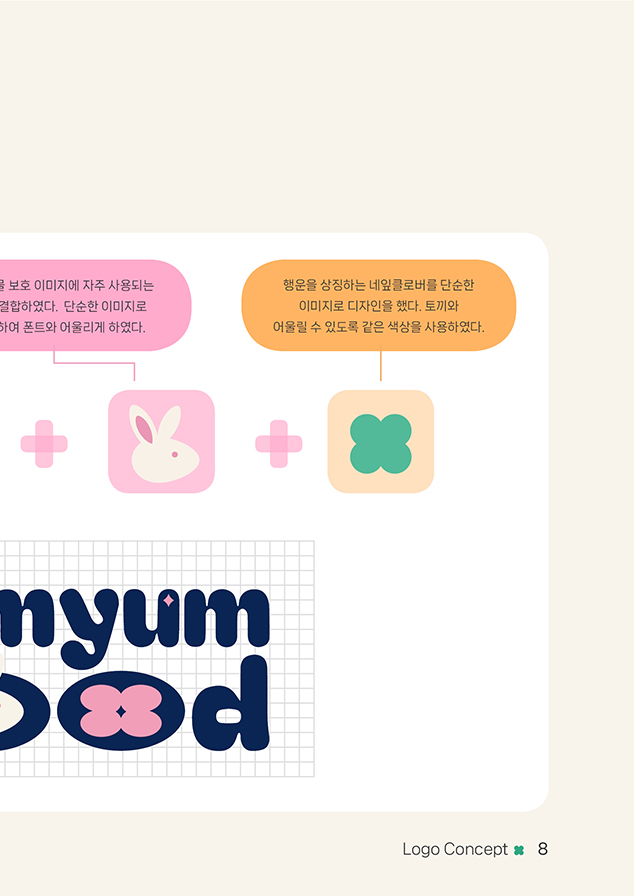 보호 이미지에 자주 사용되는
결합하였다. 단순한 이미지로
하여 폰트와 어울리게 하였다.
행운을 상징하는 네잎클로버를 단순한
이미지로 디자인을 했다. 토끼와
어울릴 수 있도록 같은 색상을 사용하였다.
myum
ood
Logo Concept 8